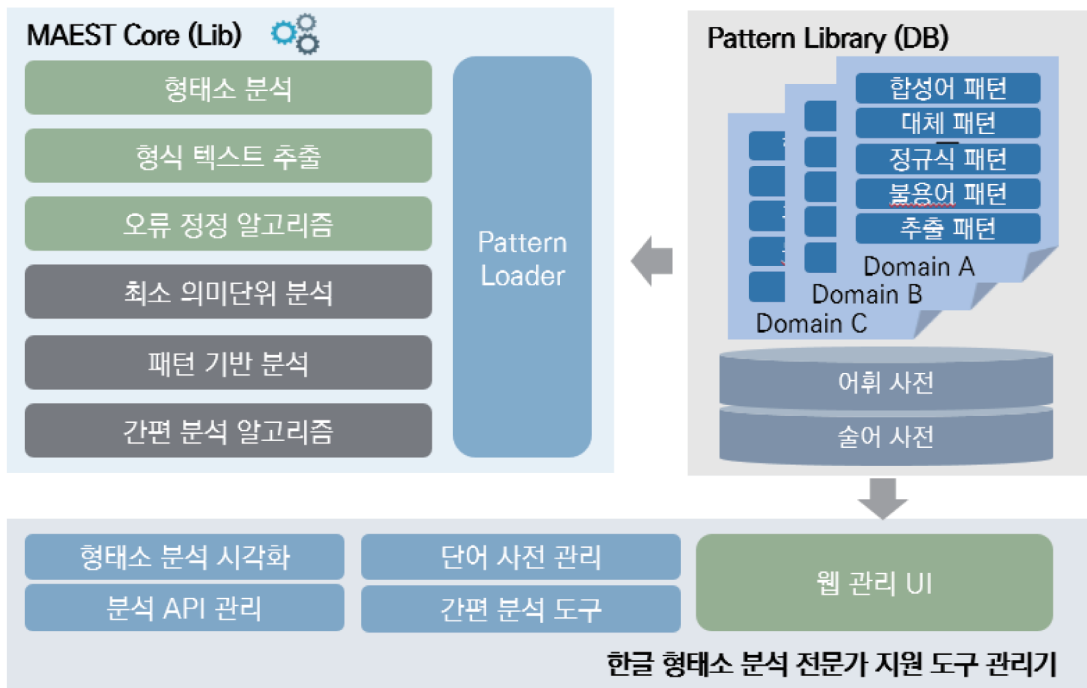 MAEST Core (Lib)
형태소 분석
형식 텍스트 추출
오류 정정 알고리즘
최소 의미단위 분석
패턴 기반 분석
간편 분석 알고리즘
Pattern
Loader
Pattern Library (DB)
합성어 패턴
대체 패턴
정규식 패턴
불용어 패턴
추출 패턴
Domain A
Domain B
Domain C
어휘 사전
술어 사전
형태소 분석 시각화
단어 사전 관리
분석 API 관리
간편 분석 도구
웹 관리 UI
한글 형태소 분석 전문가 지원 도구 관리기